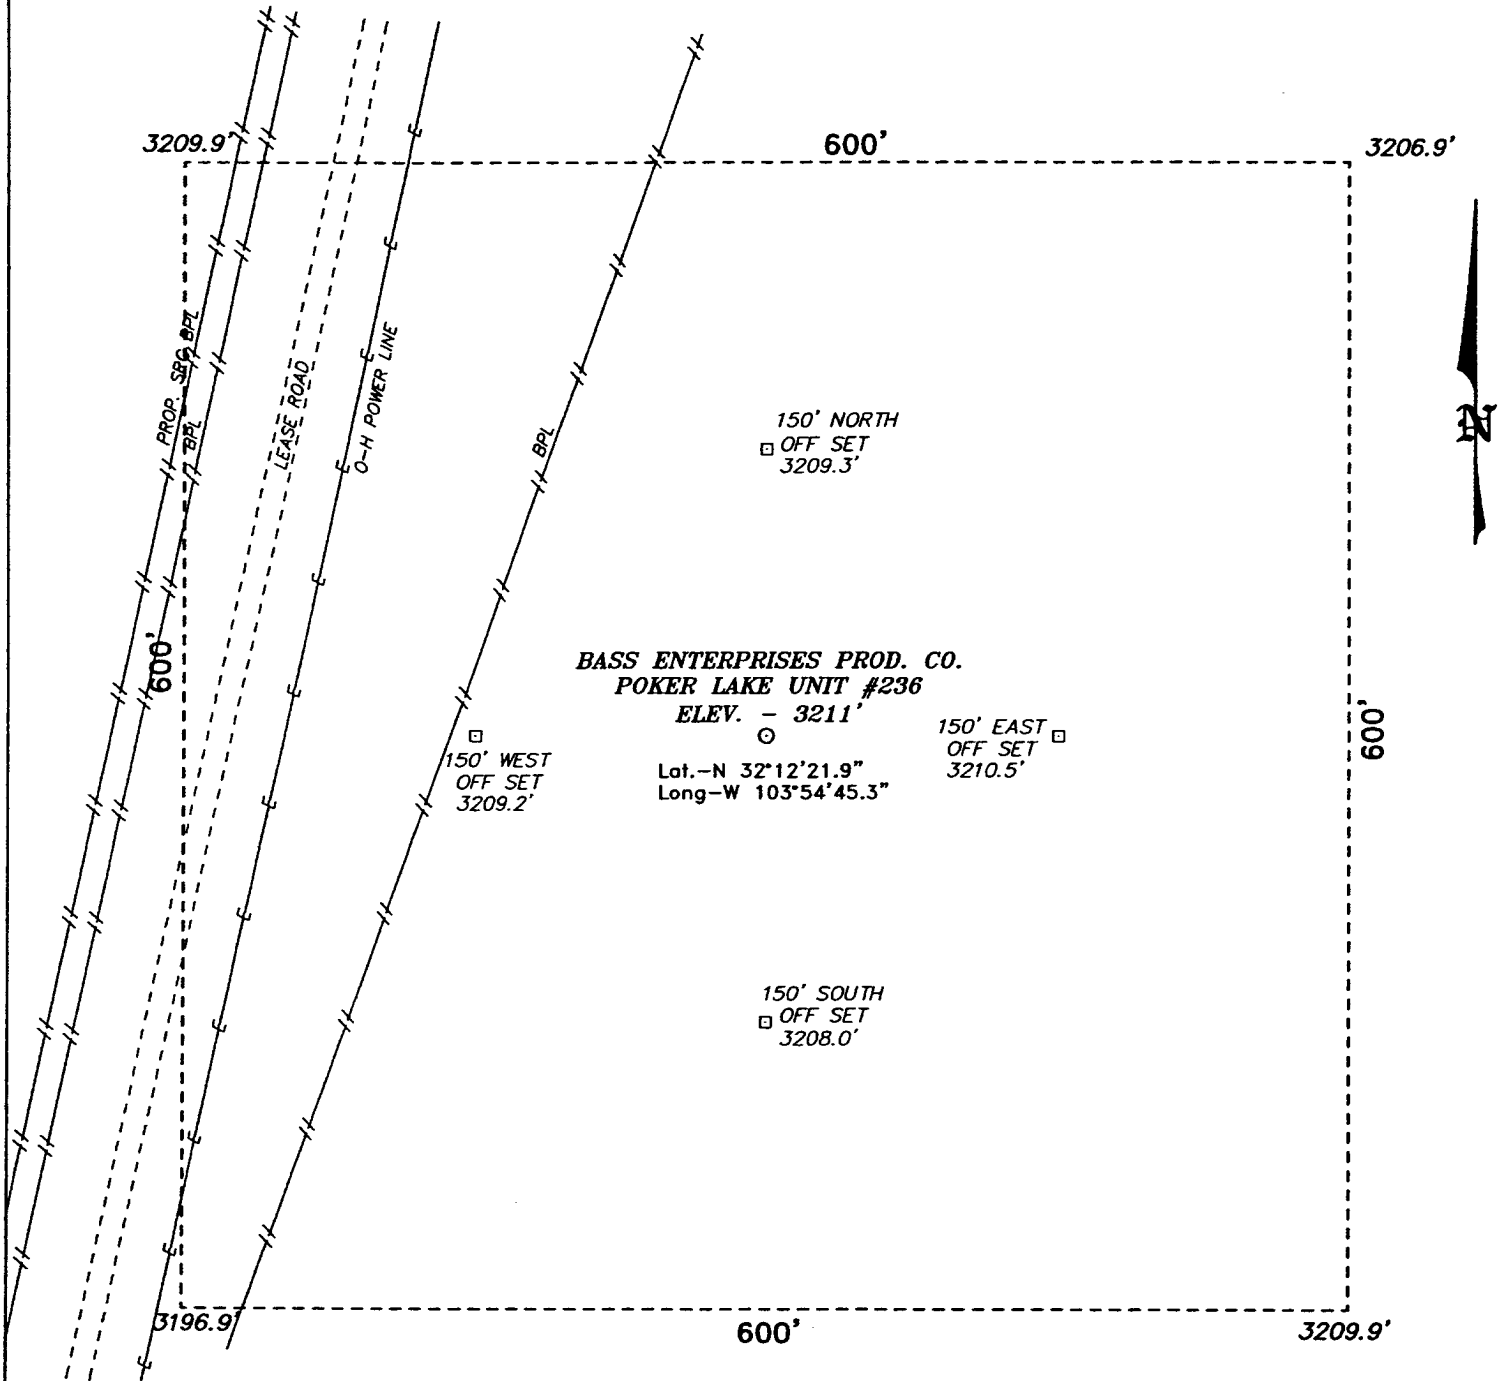 3209.9'
600'
3206.9'
PROP. SRG BPL
BPL
LEASE ROAD
O-H POWER LINE
BPL
150' NORTH
OFF SET
3209.3'
N
600'
BASS ENTERPRISES PROD. CO.
POKER LAKE UNIT #236
ELEV. - 3211'
150' WEST
OFF SET
3209.2'
Lat.-N 32°12'21.9"
Long-W 103°54'45.3"
150' EAST
OFF SET
3210.5'
600'
150' SOUTH
OFF SET
3208.0'
3196.9'
600'
3209.9'